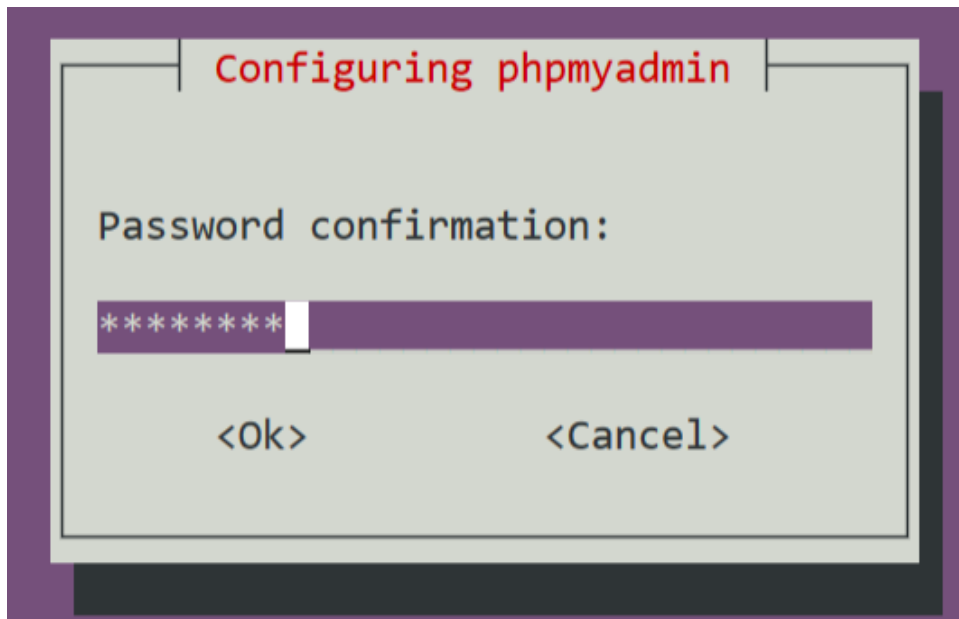 Configuring phpmyadmin
Password confirmation:
********
<Ok> <Cancel>